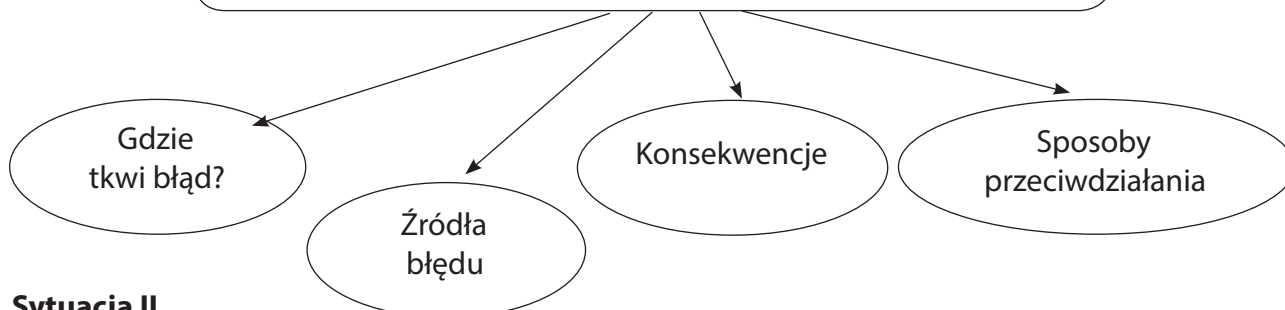 Gdzie
tkwi błąd?
Źródła
błędu
Konsekwencje
Sposoby
przeciwdziałania
Sytuacja II